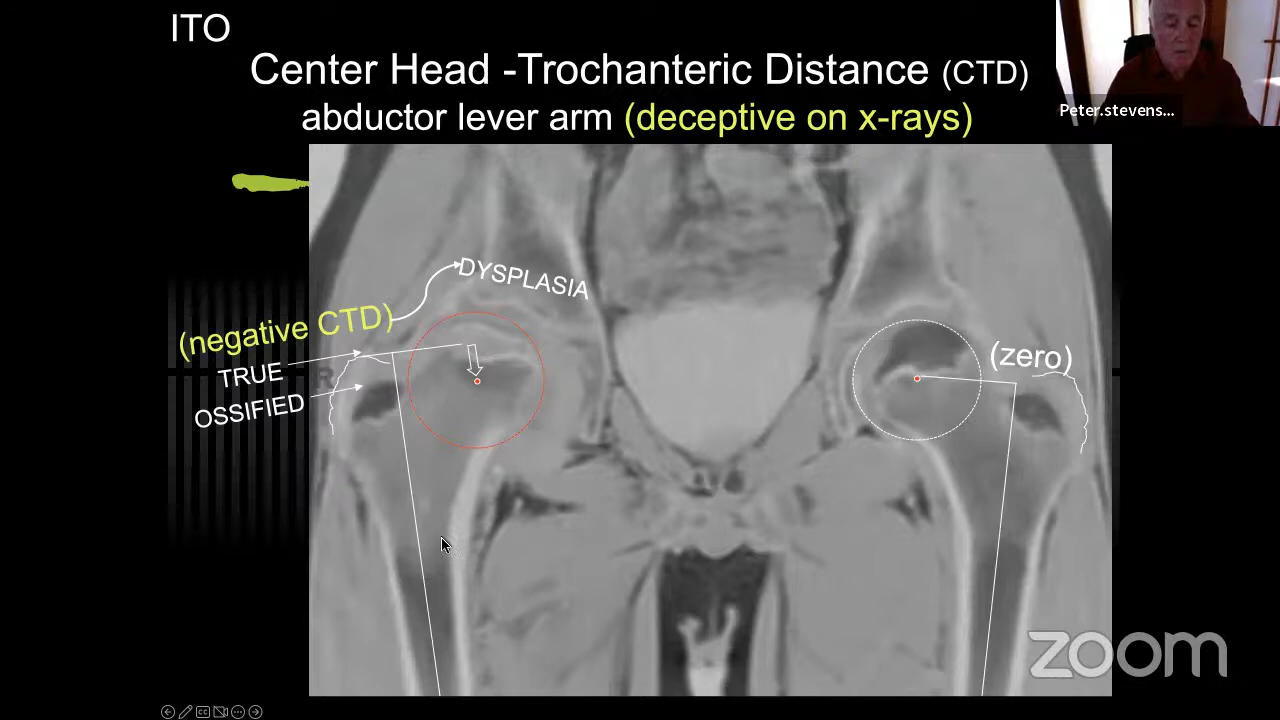 ITO
Center Head -Trochanteric Distance (CTD)
abductor lever arm (deceptive on x-rays)
Peter.stevens...
DYSPLASIA
(negative CTD)
TRUE
R
OSSIFIED
(zero)
zoom
CC